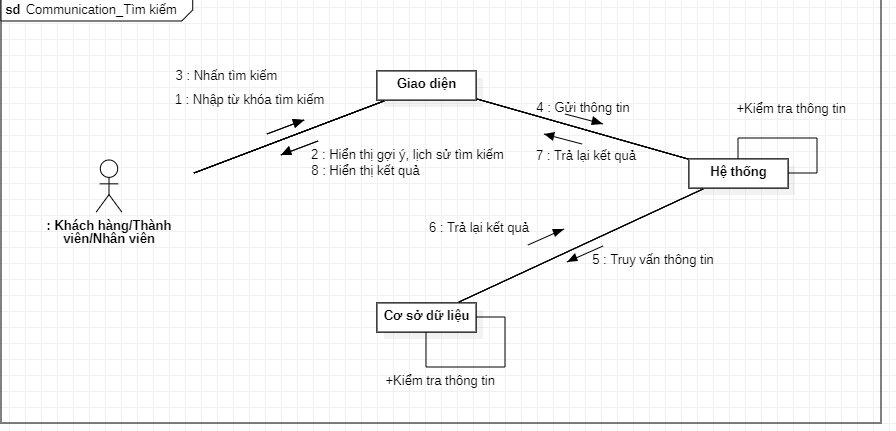 sd Communication_Tìm kiếm
3 : Nhấn tìm kiếm
1 : Nhập từ khóa tìm kiếm
Giao diện
4 : Gửi thông tin
+Kiểm tra thông tin
2 : Hiển thị gợi ý, lịch sử tìm kiếm
8 : Hiển thị kết quả
7 : Trả lại kết quả
Hệ thống
: Khách hàng/Thành
viên/Nhân viên
6 : Trả lại kết quả
5 : Truy vấn thông tin
Cơ sở dữ liệu
+Kiểm tra thông tin